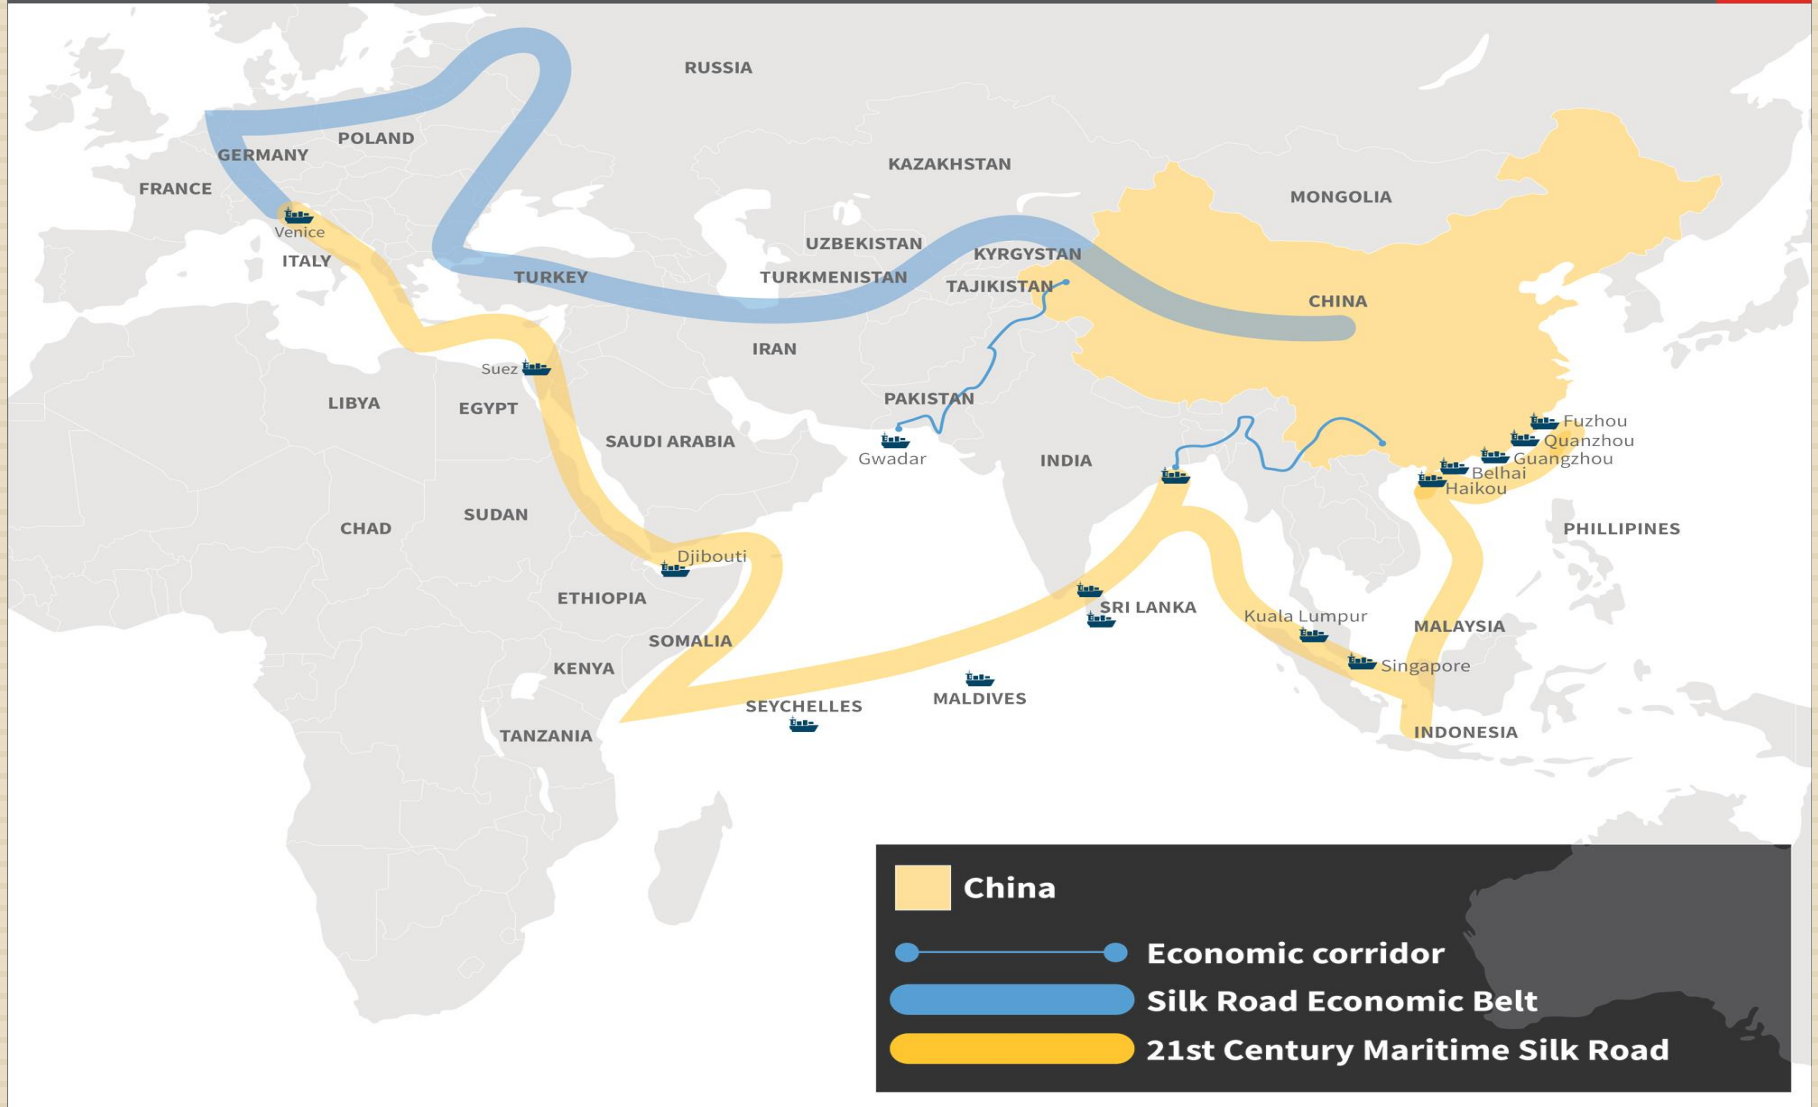 RUSSIA
POLAND
GERMANY
KAZAKHSTAN
FRANCE
MONGOLIA
Venice
UZBEKISTAN
KYRGYSTAN
ITALY
TURKEY
TURKMENISTAN
TAJIKISTAN
CHINA
IRAN
Suez
LIBYA
EGYPT
PAKISTAN
SAUDI ARABIA
Gwadar
INDIA
Fuzhou
Quanzhou
Guangzhou
Belhai
Haikou
SUDAN
CHAD
PHILLIPINES
Djibouti
ETHIOPIA
SRI LANKA
Kuala Lumpur
MALAYSIA
SOMALIA
KENYA
Singapore
SEYCHELLES
MALDIVES
TANZANIA
INDONESIA
China
Economic corridor
Silk Road Economic Belt
21st Century Maritime Silk Road